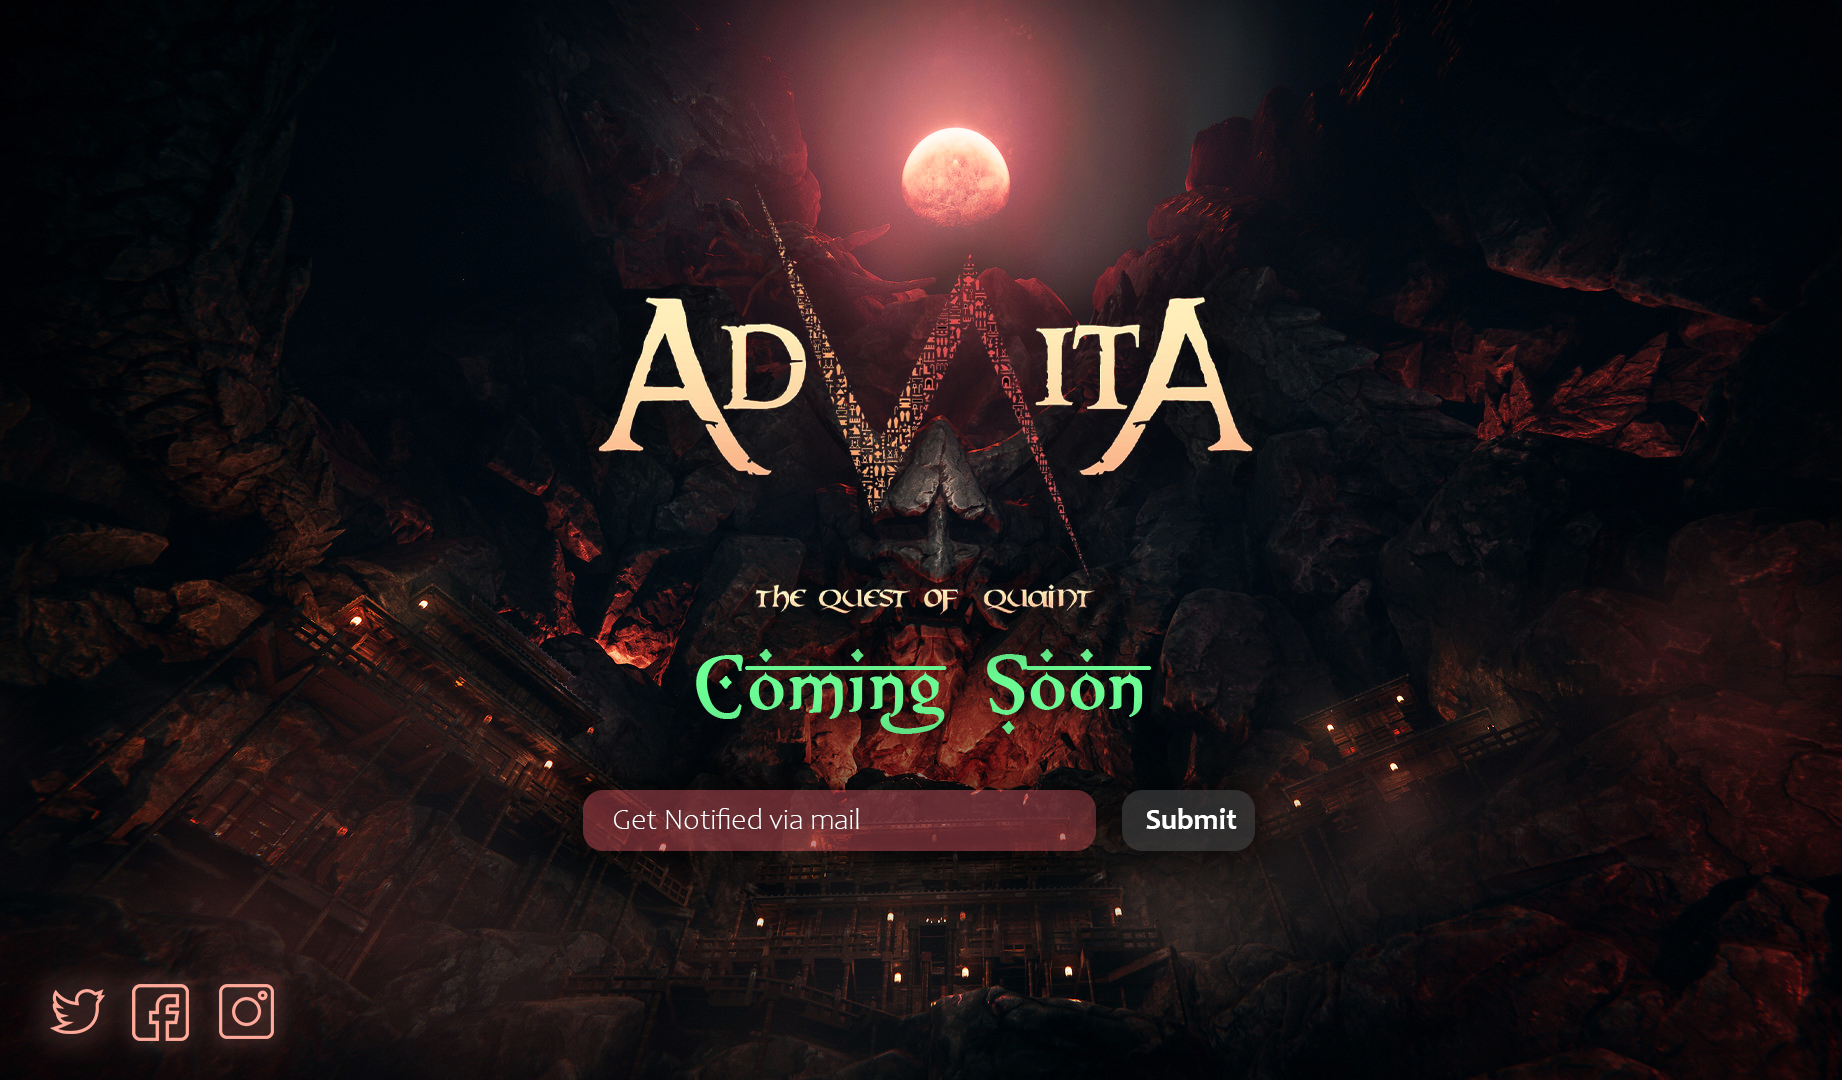 ADVAITA
THE QUEST OF QUAINT
Coming Soon
Get Notified via mail
Submit